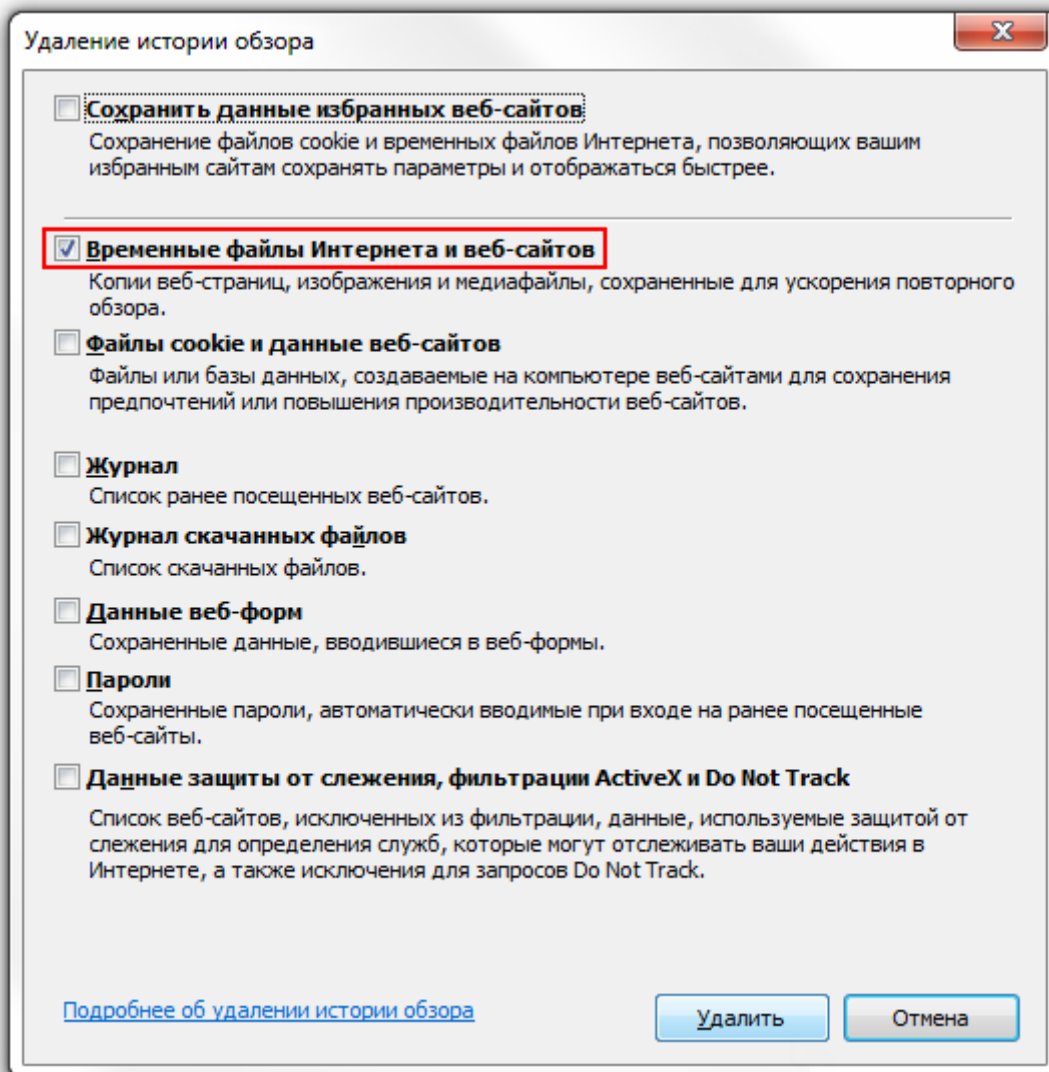 Удаление истории обзора
Сохранить данные избранных веб-сайтов
Сохранение файлов cookie и временных файлов Интернета, позволяющих вашим
избранным сайтам сохранять параметры и отображаться быстрее.
Временные файлы Интернета и веб-сайтов
Копии веб-страниц, изображения и медиафайлы, сохраненные для ускорения повторного
обзора.
Файлы cookie и данные веб-сайтов
Файлы или базы данных, создаваемые на компьютере веб-сайтами для сохранения
предпочтений или повышения производительности веб-сайтов.
Журнал
Список ранее посещенных веб-сайтов.
Журнал скачанных файлов
Список скачанных файлов.
Данные веб-форм
Сохраненные данные, вводившиеся в веб-формы.
Пароли
Сохраненные пароли, автоматически вводимые при входе на ранее посещенные
веб-сайты.
Данные защиты от слежения, фильтрации ActiveX и Do Not Track
Список веб-сайтов, исключенных из фильтрации, данные, используемые защитой от
слежения для определения служб, которые могут отслеживать ваши действия в
Интернете, а также исключения для запросов Do Not Track.
Подробнее об удалении истории обзора
Удалить
Отмена